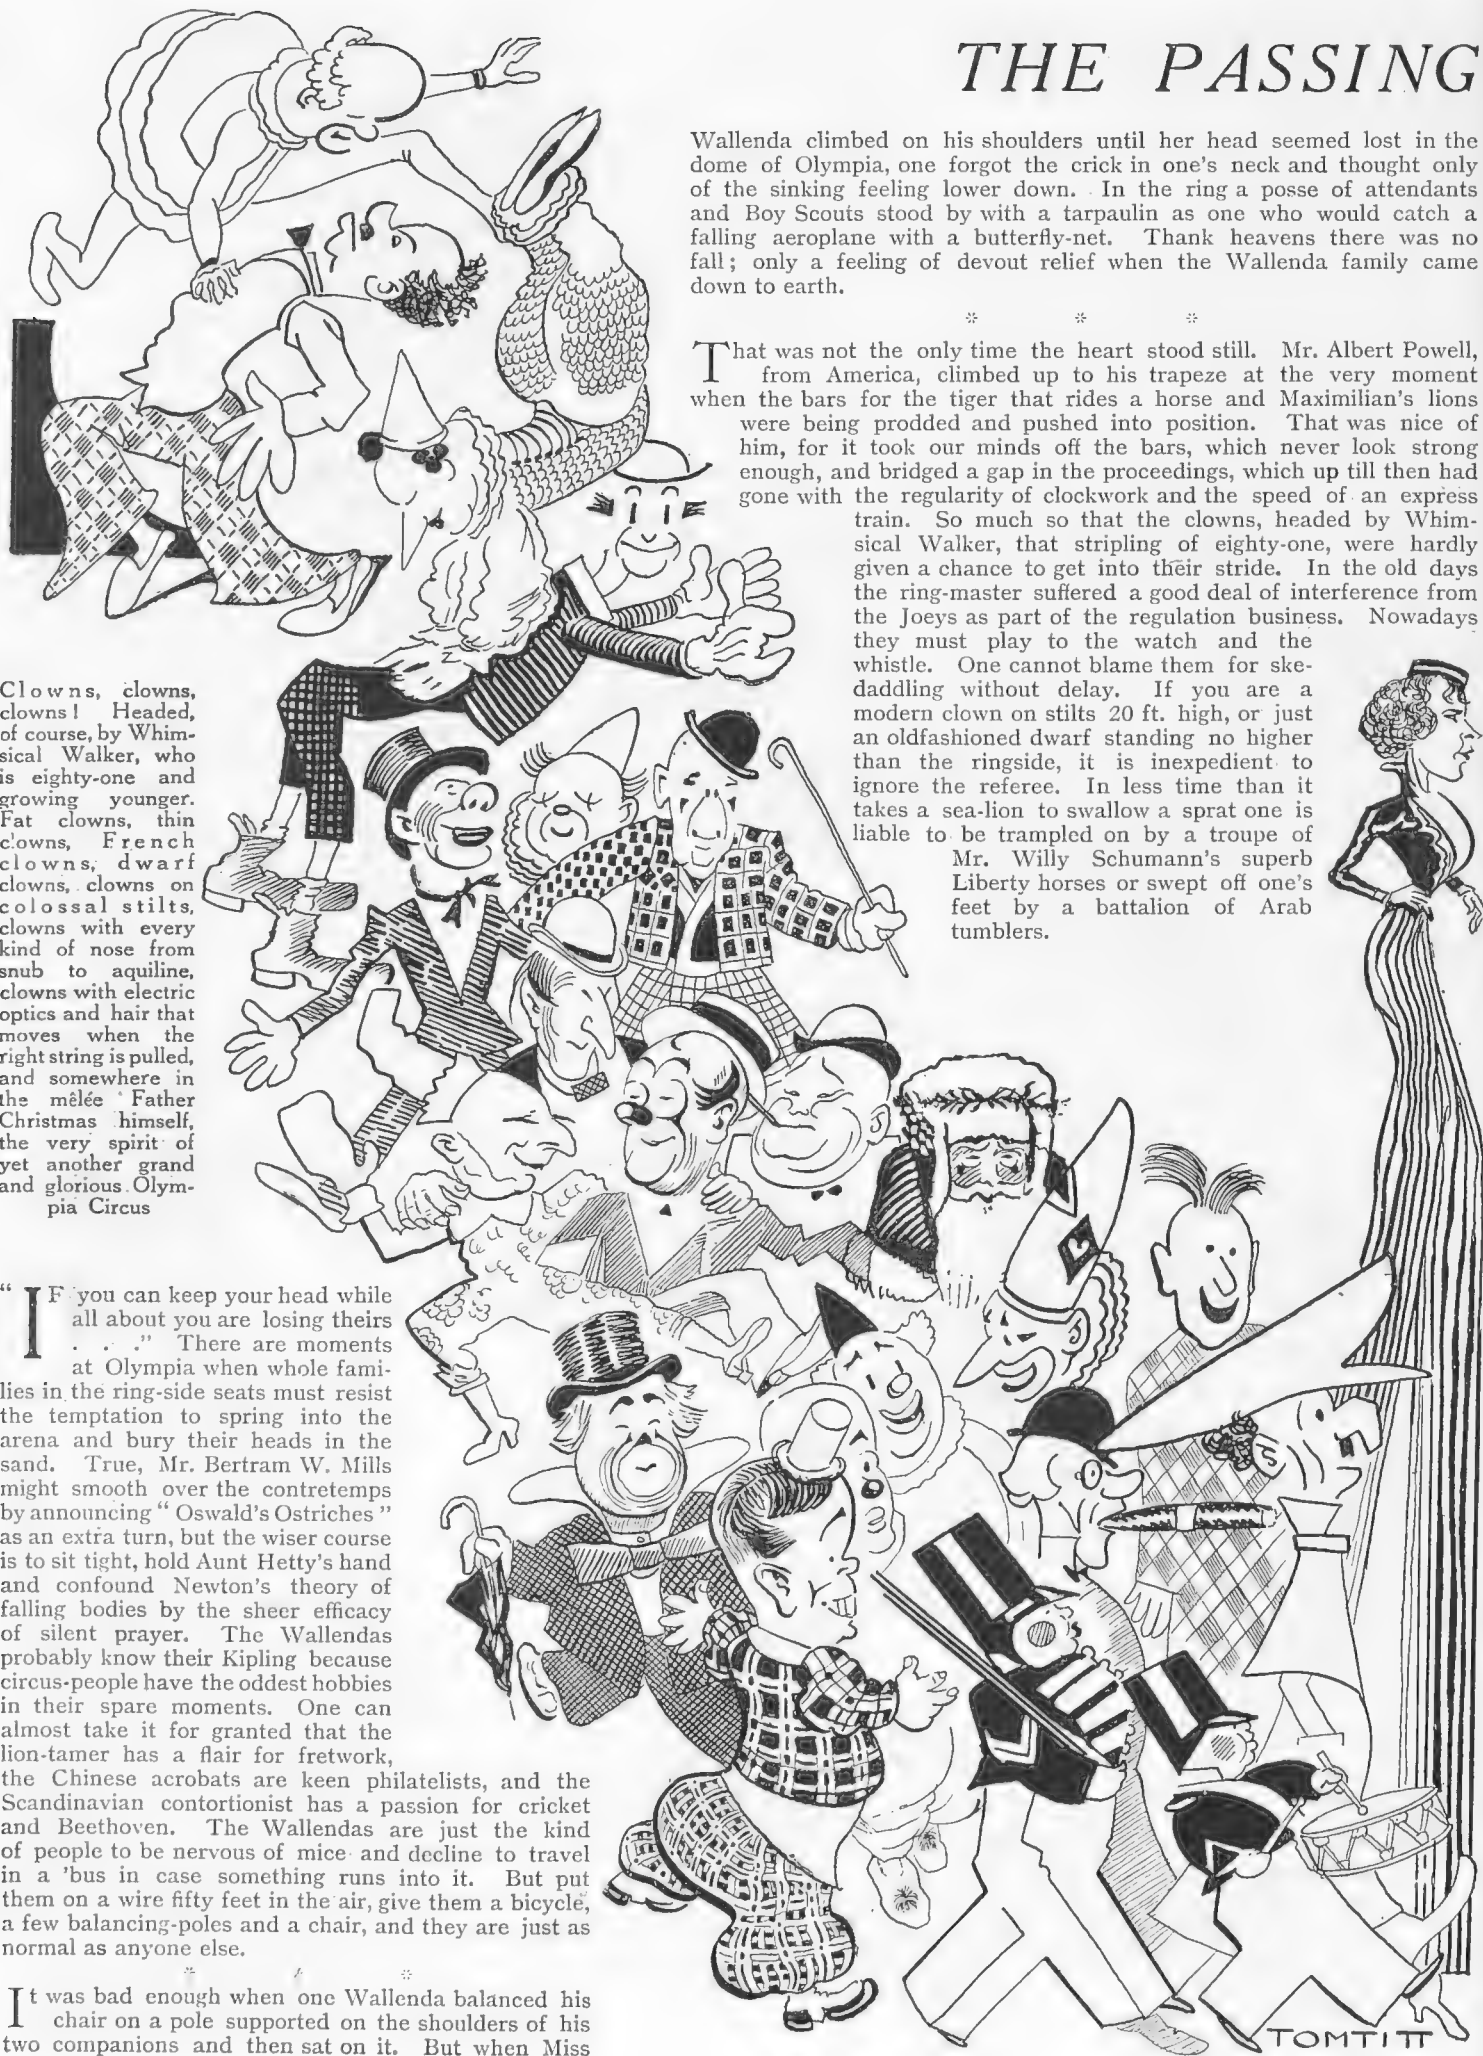 THE PASSING
Clowns, clowns,
clowns! Headed,
of course, by Whim-
sical Walker, who
is eighty-one and
growing younger.
Fat clowns, thin
clowns, French
clowns, dwarf
clowns, clowns on
colossal stilts,
clowns with every
kind of nose from
snub to aquiline,
clowns with electric
optics and hair that
moves when the
right string is pulled,
and somewhere in
the mêlée Father
Christmas himself,
the very spirit of
yet another grand
and glorious Olym-
pia Circus
"IF you can keep your head while
all about you are losing theirs
. . ." There are moments
at Olympia when whole fami-
lies in the ring-side seats must resist
the temptation to spring into the
arena and bury their heads in the
sand. True, Mr. Bertram W. Mills
might smooth over the contretemps
by announcing "Oswald's Ostriches"
as an extra turn, but the wiser course
is to sit tight, hold Aunt Hetty's hand
and confound Newton's theory of
falling bodies by the sheer efficacy
of silent prayer. The Wallendas
probably know their Kipling because
circus-people have the oddest hobbies
in their spare moments. One can
almost take it for granted that the
lion-tamer has a flair for fretwork,
the Chinese acrobats are keen philatelists, and the
Scandinavian contortionist has a passion for cricket
and Beethoven. The Wallendas are just the kind
of people to be nervous of mice and decline to travel
in a 'bus in case something runs into it. But put
them on a wire fifty feet in the air, give them a bicycle,
a few balancing-poles and a chair, and they are just as
normal as anyone else.
* * *
It was bad enough when one Wallenda balanced his
chair on a pole supported on the shoulders of his
two companions and then sat on it. But when Miss
Wallenda climbed on his shoulders until her head seemed lost in the
dome of Olympia, one forgot the crick in one's neck and thought only
of the sinking feeling lower down. In the ring a posse of attendants
and Boy Scouts stood by with a tarpaulin as one who would catch a
falling aeroplane with a butterfly-net. Thank heavens there was no
fall; only a feeling of devout relief when the Wallenda family came
down to earth.
* * *
That was not the only time the heart stood still. Mr. Albert Powell,
from America, climbed up to his trapeze at the very moment
when the bars for the tiger that rides a horse and Maximilian's lions
were being prodded and pushed into position. That was nice of
him, for it took our minds off the bars, which never look strong
enough, and bridged a gap in the proceedings, which up till then had
gone with the regularity of clockwork and the speed of an express
train. So much so that the clowns, headed by Whim-
sical Walker, that stripling of eighty-one, were hardly
given a chance to get into their stride. In the old days
the ring-master suffered a good deal of interference from
the Joeys as part of the regulation business. Nowadays
they must play to the watch and the
whistle. One cannot blame them for ske-
daddling without delay. If you are a
modern clown on stilts 20 ft. high, or just
an oldfashioned dwarf standing no higher
than the ringside, it is inexpedient to
ignore the referee. In less time than it
takes a sea-lion to swallow a sprat one is
liable to be trampled on by a troupe of
Mr. Willy Schumann's superb
Liberty horses or swept off one's
feet by a battalion of Arab
tumblers.
TOMTITT